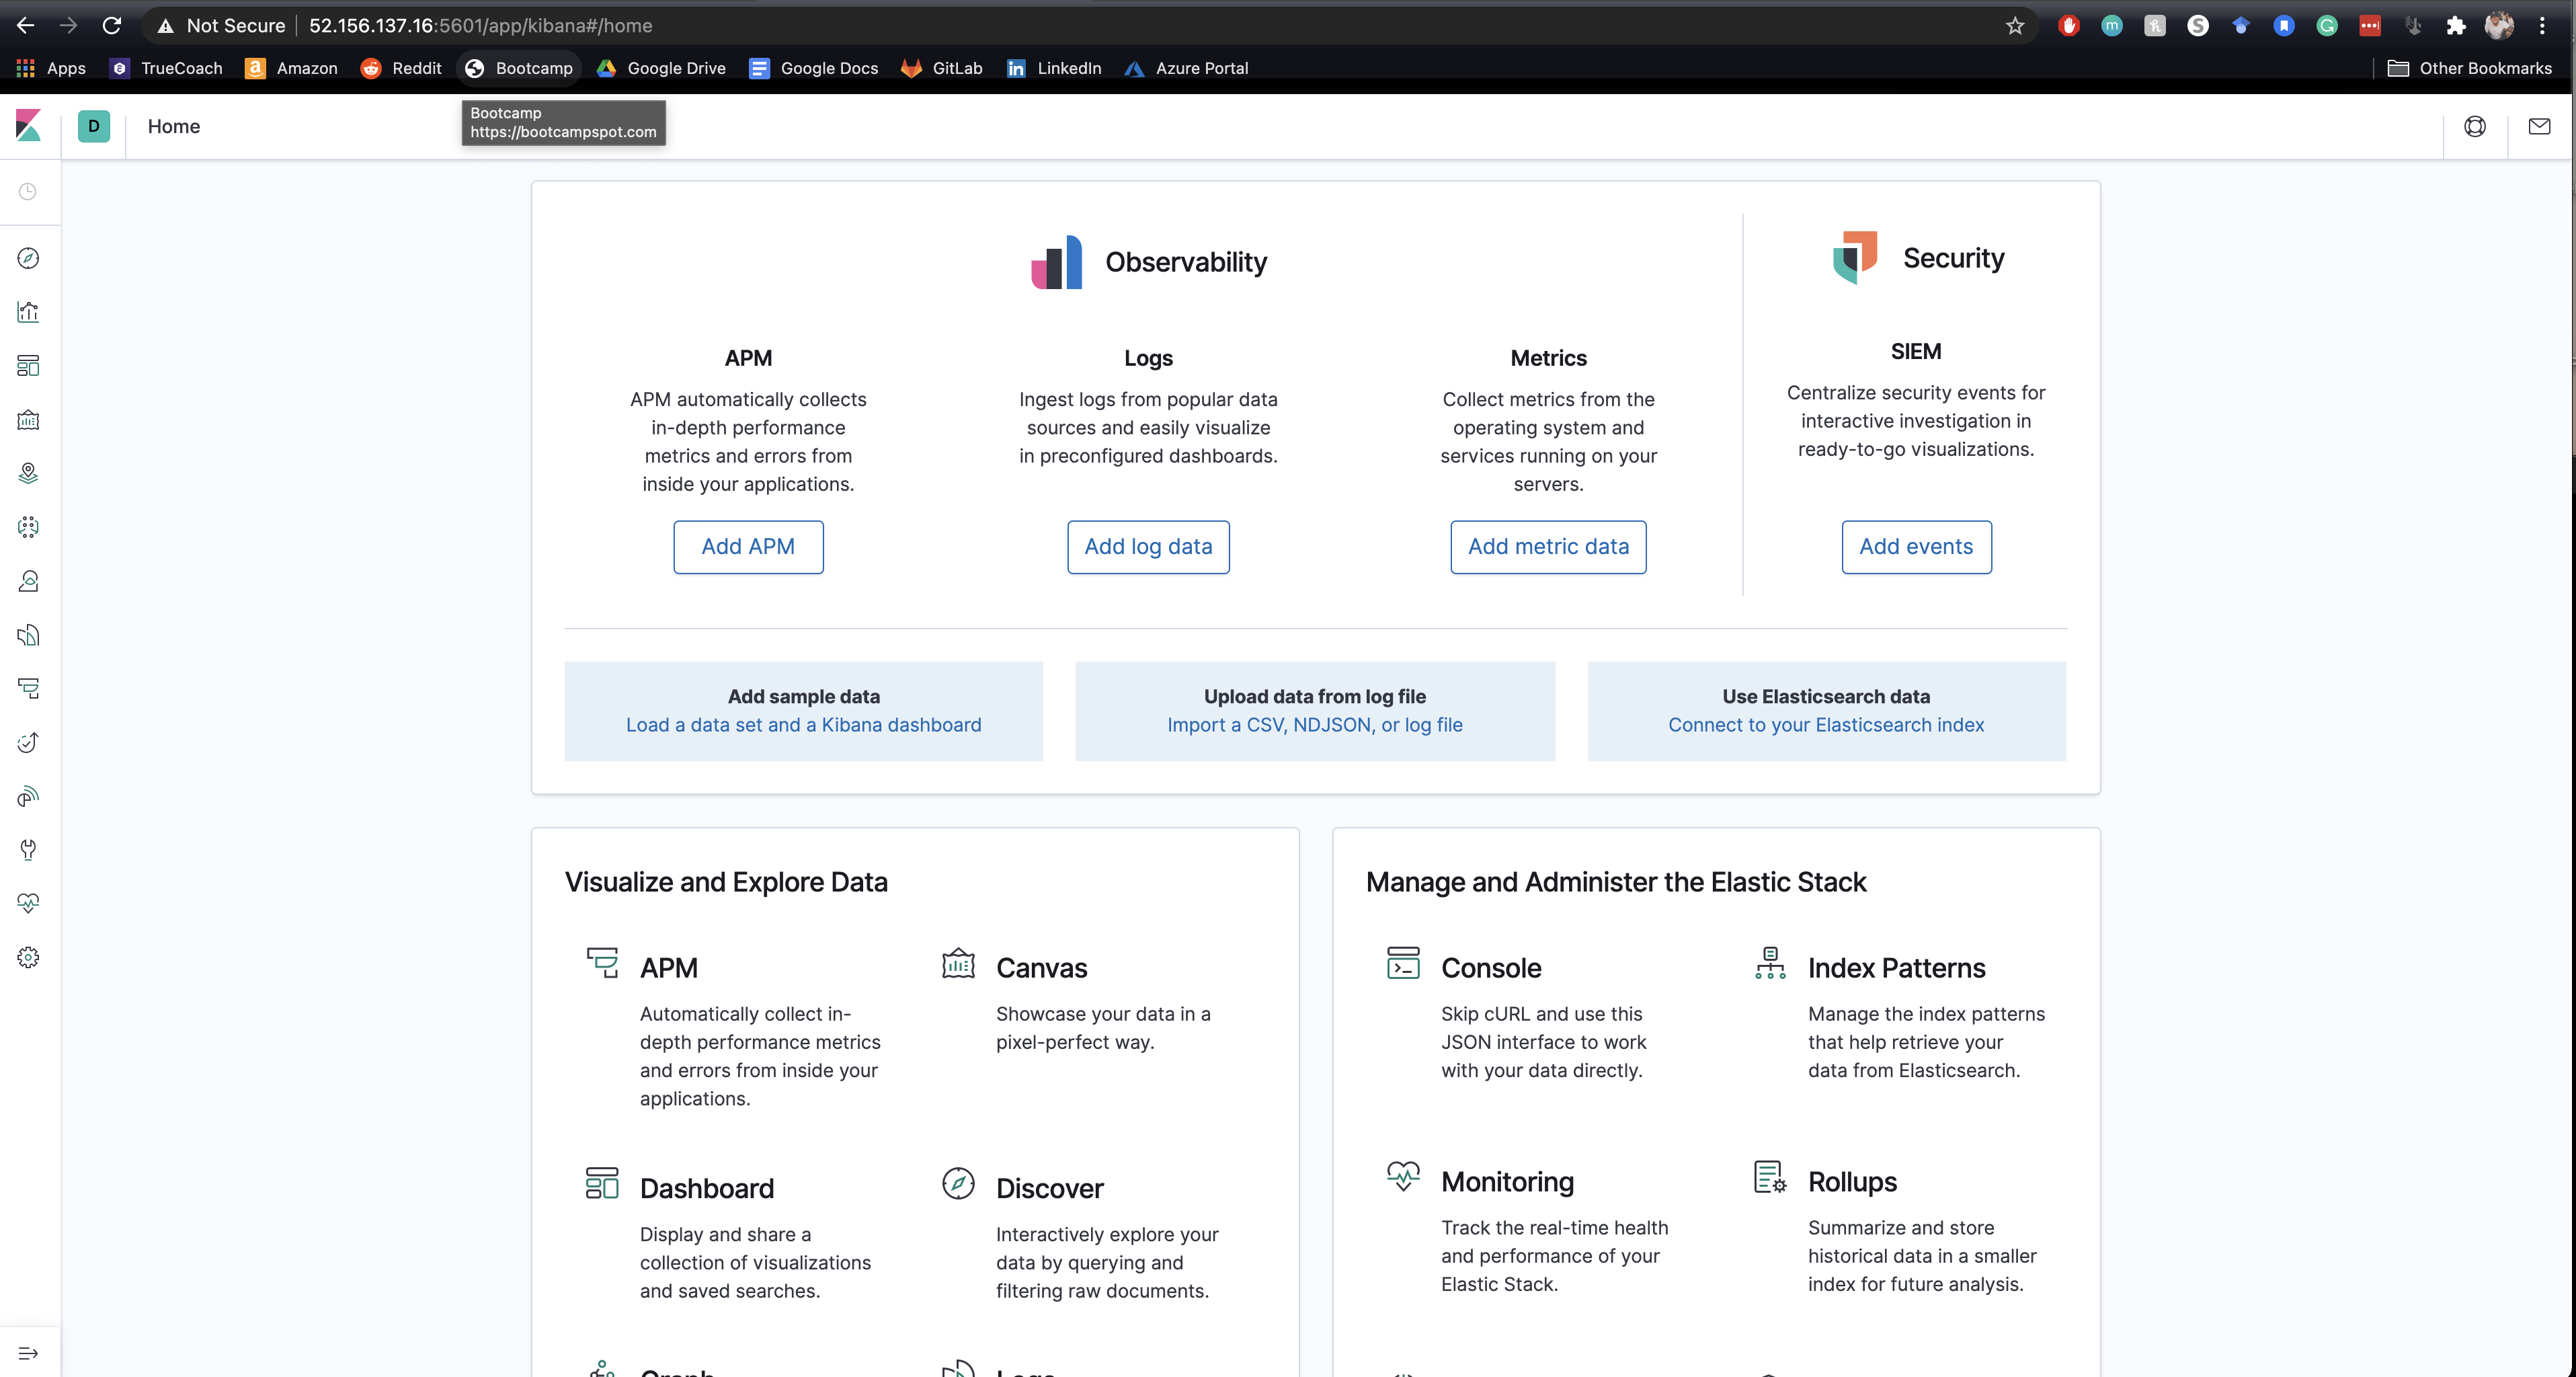 Not Secure
52.156.137.16:5601/app/kibana#/home
Apps
TrueCoach
Amazon
Reddit
Bootcamp
Google Drive
Google Docs
GitLab
LinkedIn
Azure Portal
Other Bookmarks
Bootcamp
https://bootcampspot.com
D
Home
Observability
Security
APM
APM automatically collects
in-depth performance
metrics and errors from
inside your applications.
Add APM
Logs
Ingest logs from popular data
sources and easily visualize
in preconfigured dashboards.
Add log data
Metrics
Collect metrics from the
operating system and
services running on your
servers.
Add metric data
SIEM
Centralize security events for
interactive investigation in
ready-to-go visualizations.
Add events
Add sample data
Load a data set and a Kibana dashboard
Upload data from log file
Import a CSV, NDJSON, or log file
Use Elasticsearch data
Connect to your Elasticsearch index
Visualize and Explore Data
APM
Automatically collect in-
depth performance metrics
and errors from inside your
applications.
Canvas
Showcase your data in a
pixel-perfect way.
Dashboard
Display and share a
collection of visualizations
and saved searches.
Discover
Interactively explore your
data by querying and
filtering raw documents.
Graph
Logs
Manage and Administer the Elastic Stack
Console
Skip cURL and use this
JSON interface to work
with your data directly.
Index Patterns
Manage the index patterns
that help retrieve your
data from Elasticsearch.
Monitoring
Track the real-time health
and performance of your
Elastic Stack.
Rollups
Summarize and store
historical data in a smaller
index for future analysis.